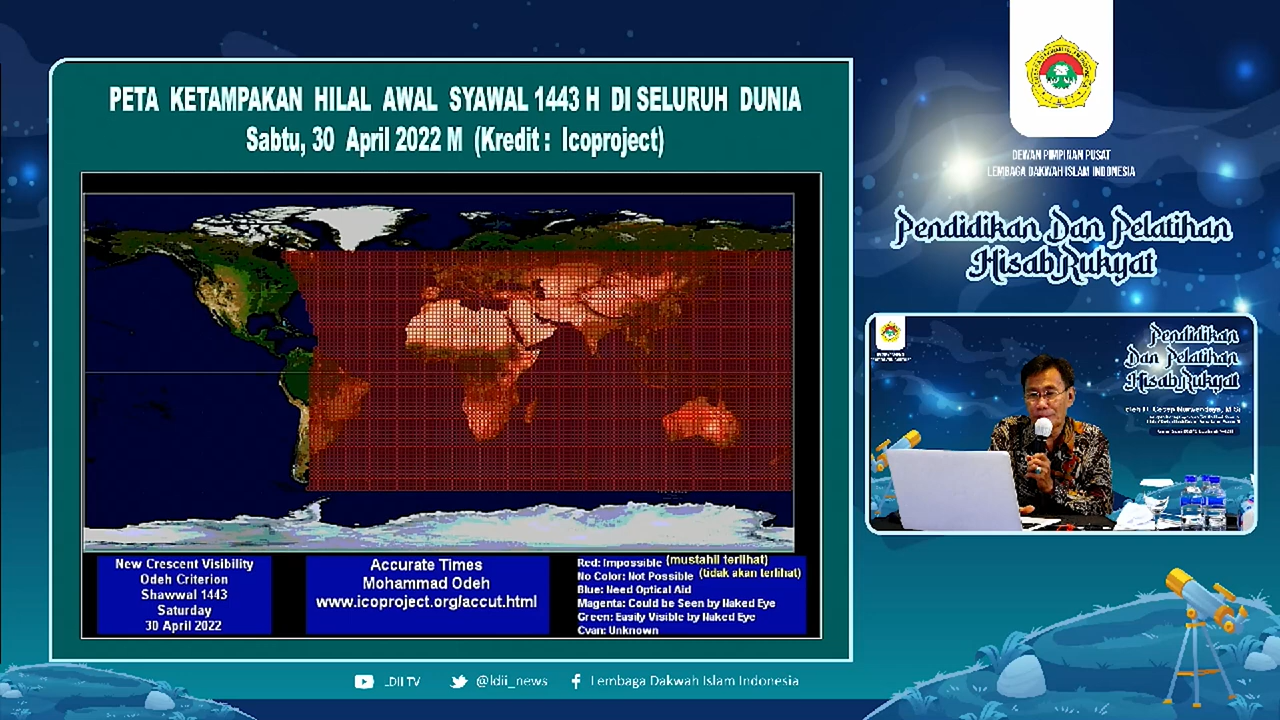 PETA KETAMPAKAN HILAL AWAL SYAWAL 1443 H DI SELURUH DUNIA
Sabtu, 30 April 2022 M (Kredit : Icoproject)
New Crescent Visibility
Odeh Criterion
Shawwal 1443
Saturday
30 April 2022
Accurate Times
Mohammad Odeh
www.icoproject.org/accut.html
Red: Impossible (mustahil terlihat)
No Color: Not Possible (tidak akan terlihat)
Blue: Need Optical Aid
Magenta: Could be Seen by Naked Eye
Green: Easily Visible by Naked Eye
Cyan: Unknown
LDII TV
@ldii_news
Lembaga Dakwah Islam Indonesia
DEWAN PIMPINAN PUSAT
LEMBAGA DAKWAH ISLAM INDONESIA
Pendidikan Dan Pelatihan
HisabRukyat
Pendidikan
Dan Pelatihan
HisabRukyat